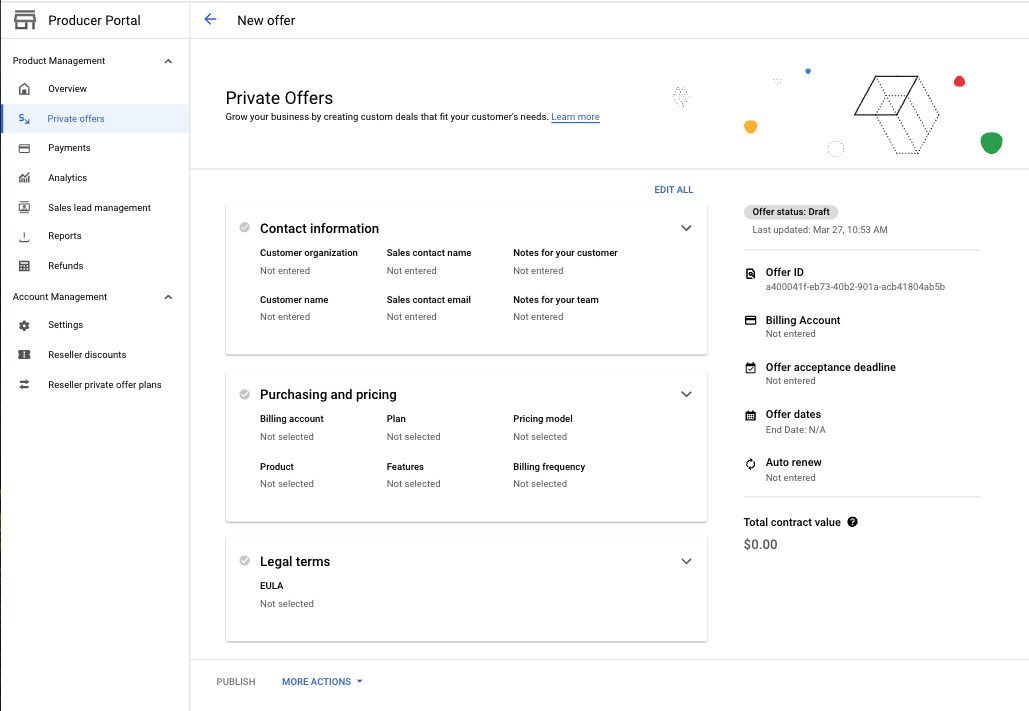 Producer Portal
New offer
Product Management
Overview
Private offers
Payments
Analytics
Sales lead management
Reports
Refunds
Account Management
Settings
Reseller discounts
Reseller private offer plans
Private Offers
Grow your business by creating custom deals that fit your customer's needs. Learn more
EDIT ALL
Contact information
Customer organization Sales contact name Notes for your customer
Not entered Not entered Not entered
Customer name Sales contact email Notes for your team
Not entered Not entered Not entered
Purchasing and pricing
Billing account Plan Pricing model
Not selected Not selected Not selected
Product Features Billing frequency
Not selected Not selected Not selected
Legal terms
EULA
Not selected
Offer status: Draft
Last updated: Mar 27, 10:53 AM
Offer ID
a400041f-eb73-40b2-901a-acb41804ab5b
Billing Account
Not entered
Offer acceptance deadline
Not entered
Offer dates
End Date: N/A
Auto renew
Not entered
Total contract value
$0.00
PUBLISH MORE ACTIONS